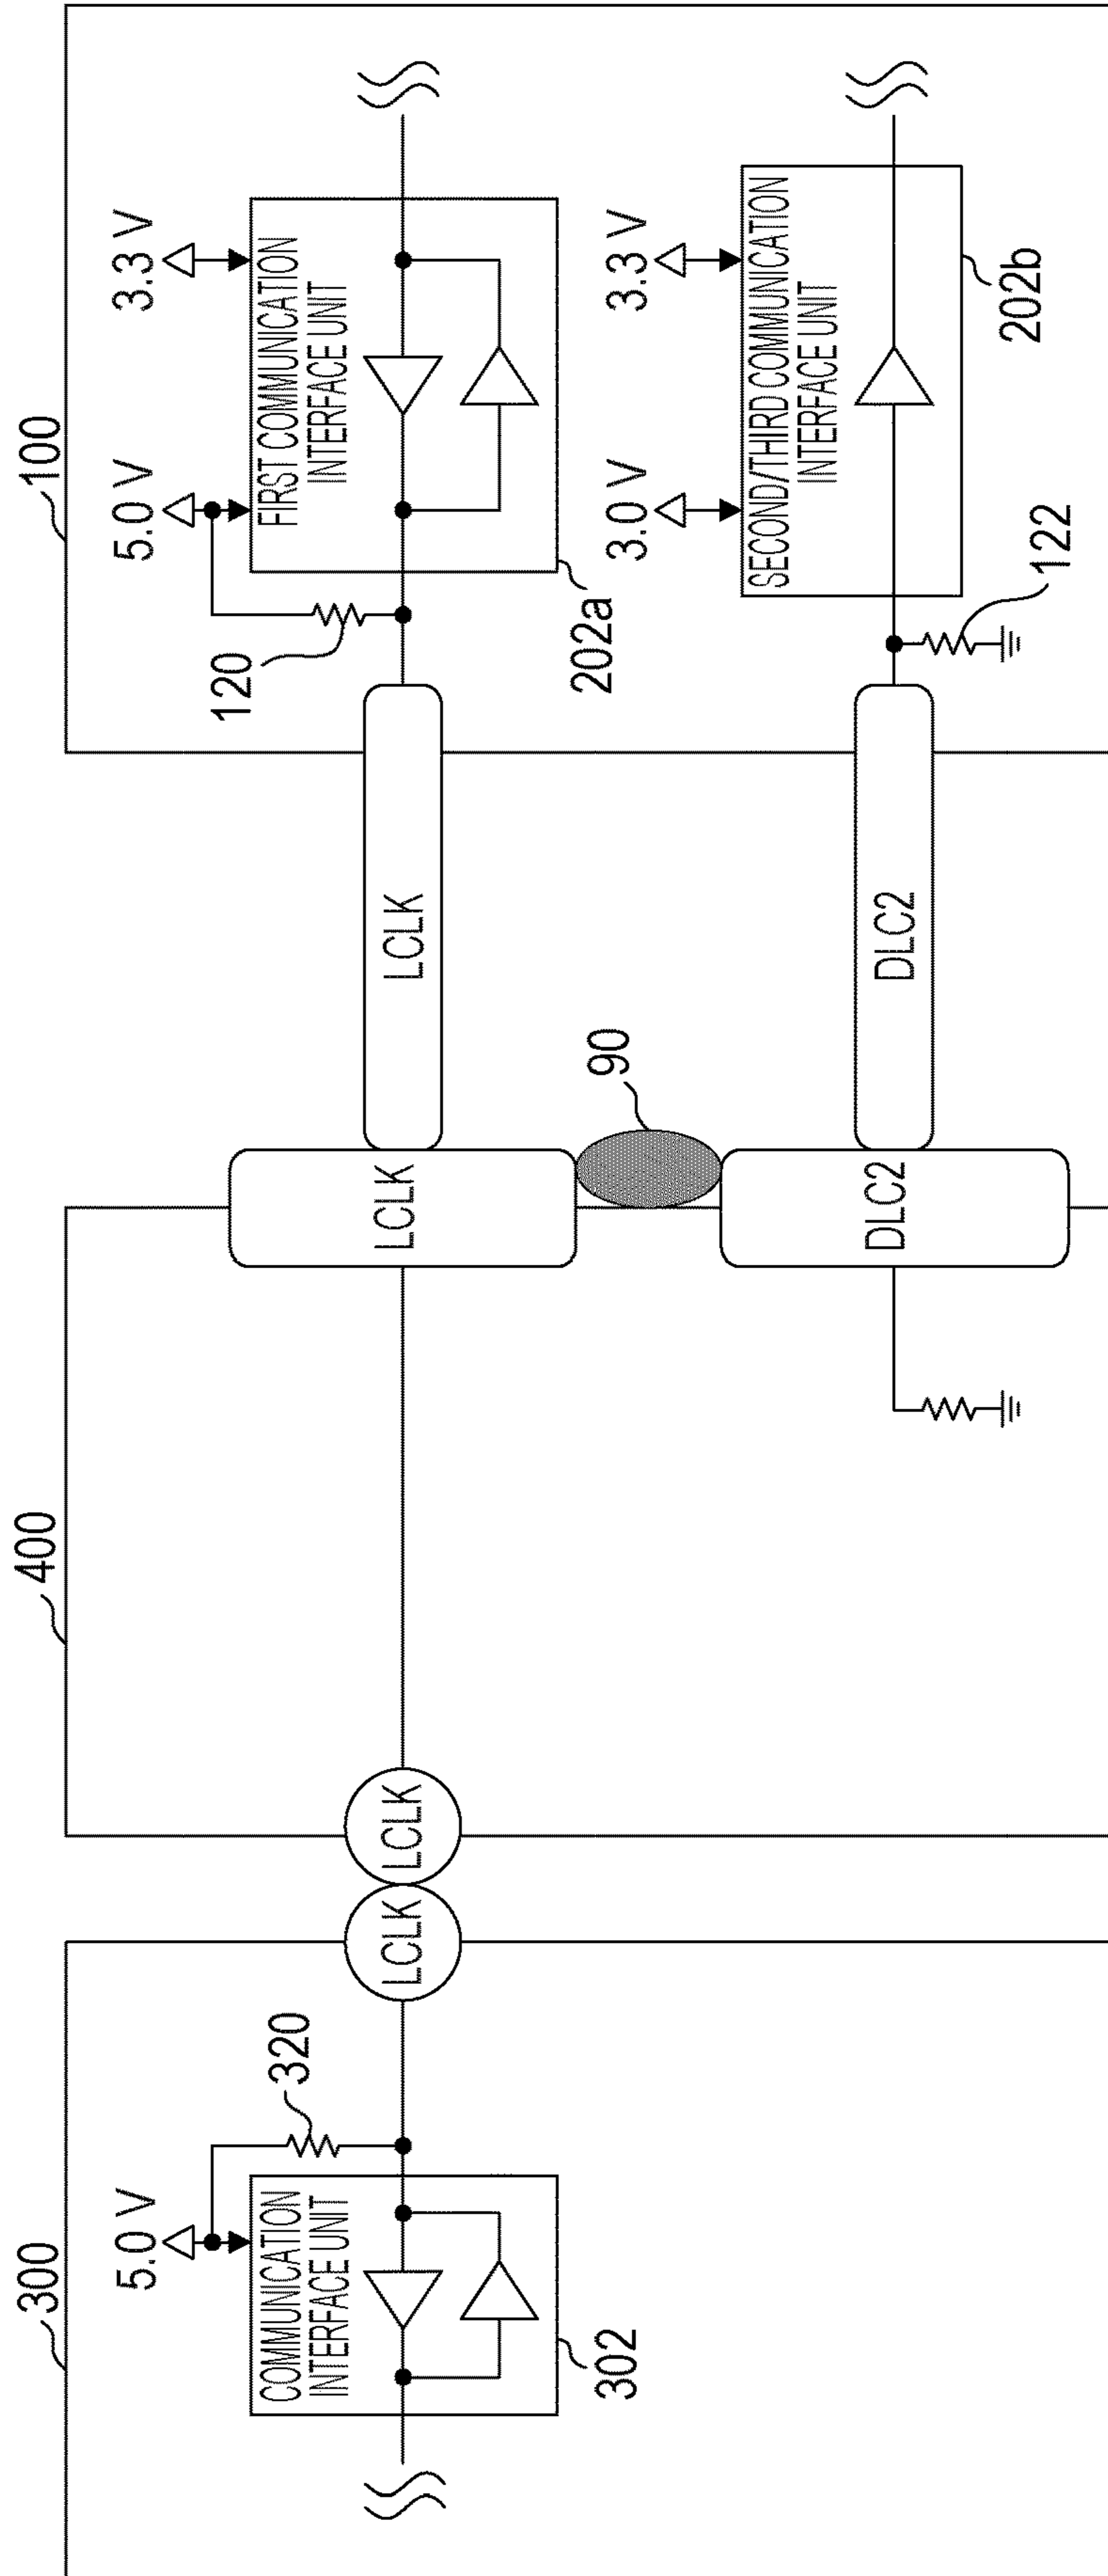 300
400
100
5.0 V
320
COMMUNICATION
INTERFACE UNIT
302
LCLK
LCLK
LCLK
LCLK
90
DLC2
DLC2
5.0 V
3.3 V
120
FIRST COMMUNICATION
INTERFACE UNIT
202a
3.0 V
3.3 V
SECOND/THIRD COMMUNICATION
INTERFACE UNIT
122
202b